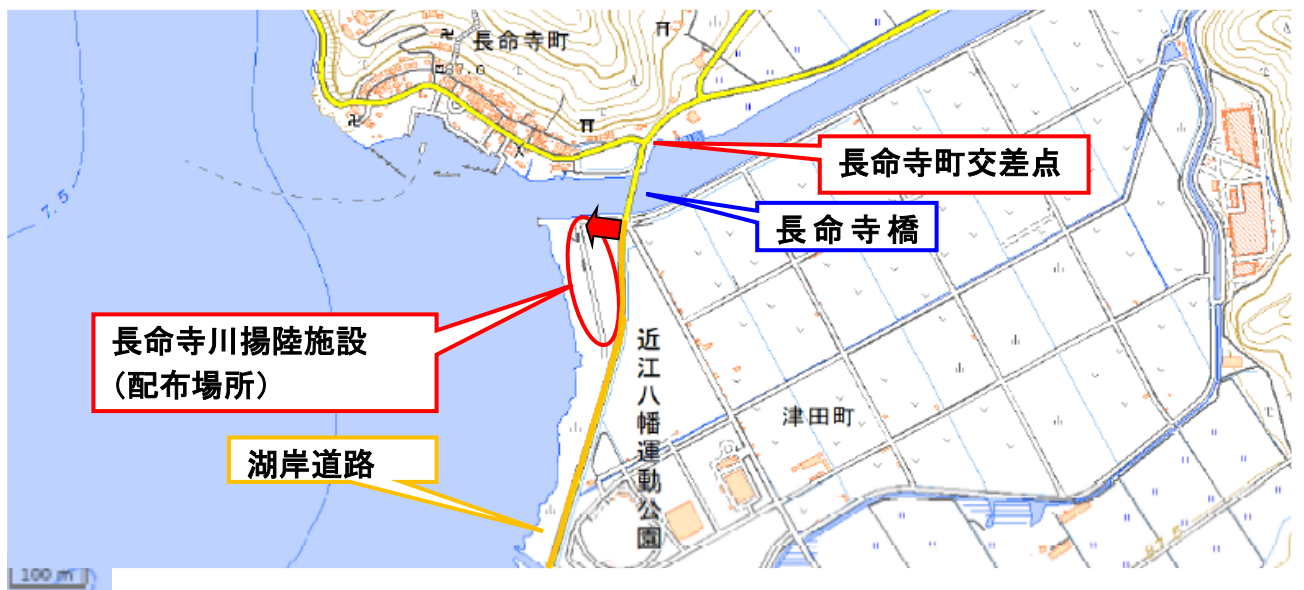 長命寺町
長命寺町交差点
長命寺橋
7.5
長命寺川揚陸施設
(配布場所)
近江八幡運動公園
津田町
湖岸道路
100 m